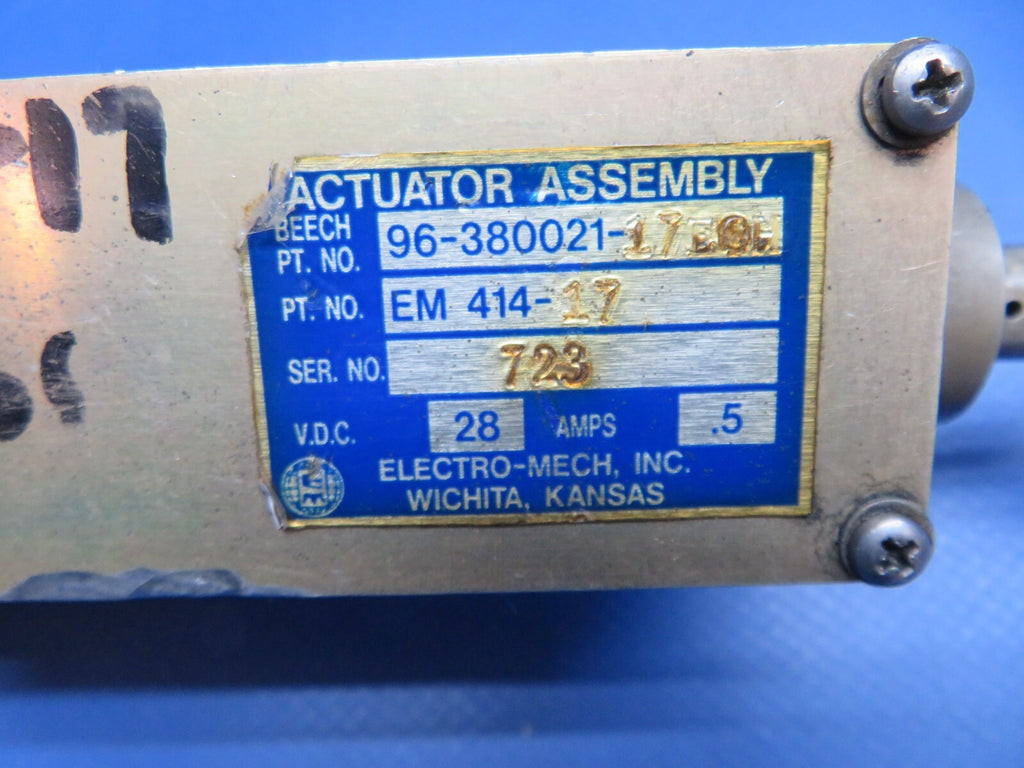 17
ACTUATOR ASSEMBLY
BEECH
PT. NO. 96-380021-17
PT. NO. EM 414-17
SER. NO. 723
V.D.C. 28 AMPS .5
ELECTRO-MECH, INC.
WICHITA, KANSAS